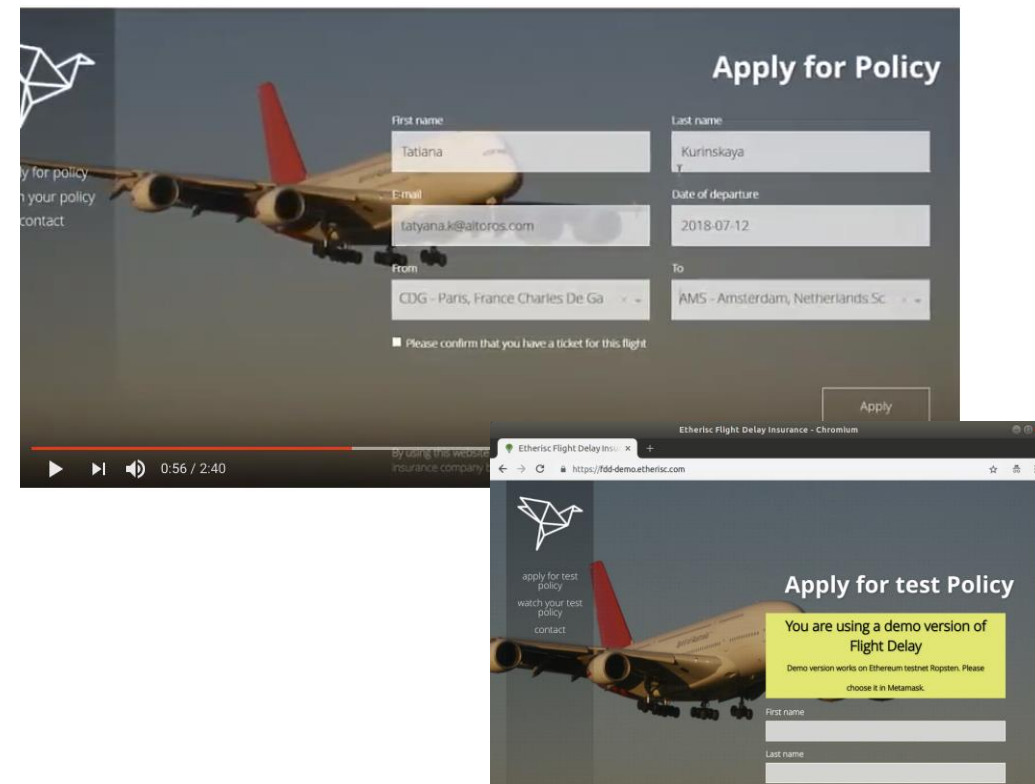 Apply for Policy
First name
Last name
Tatiana
Kurinskaya
ly for policy
h your policy
contact
E-mail
Date of departure
tatyana.k@altoros.com
2018-07-12
From
To
CDG - Paris, France Charles De Ga
AMS - Amsterdam, Netherlands Sc
Please confirm that you have a ticket for this flight
Apply
By using this website
insurance company b
0:56 / 2:40
Etherisc Flight Delay Insurance - Chromium
Etherisc Flight Delay Insu
https://fdd-demo.etherisc.com
apply for test
policy
watch your test
policy
contact
Apply for test Policy
You are using a demo version of
Flight Delay
Demo version works on Ethereum testnet Ropsten. Please
choose it in Metamask.
First name
Last name